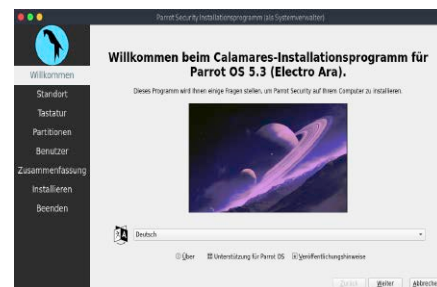 Parrot Security Installationsprogramm (als Systemverwalter)
Willkommen
Standort
Tastatur
Partitionen
Benutzer
Zusammenfassung
Installieren
Beenden
Willkommen beim Calamares-Installationsprogramm für
Parrot OS 5.3 (Electro Ara).
Dieses Programm wird Ihnen einige Fragen stellen, um Parrot Security auf Ihrem Computer zu installieren.
Deutsch
Über Unterstützung für Parrot OS Veröffentlichungshinweise
Zurück Weiter Abbreche